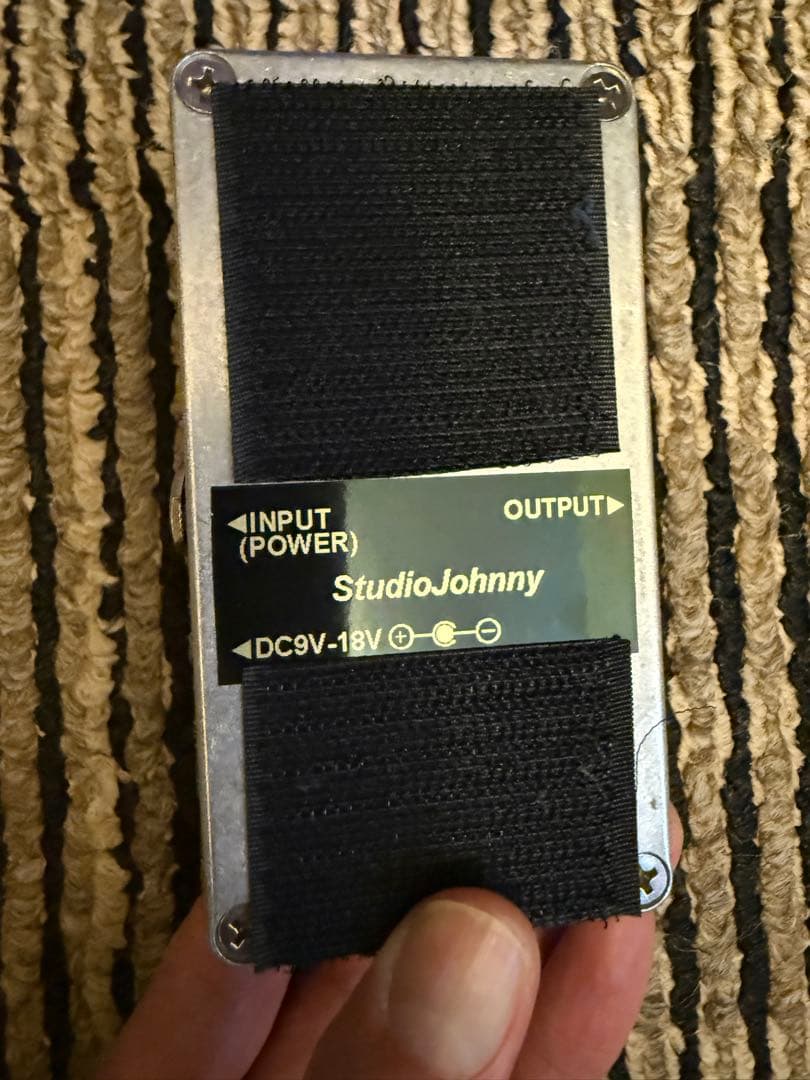 ◀INPUT OUTPUT▶
(POWER)
StudioJohnny
◀DC9V-18V